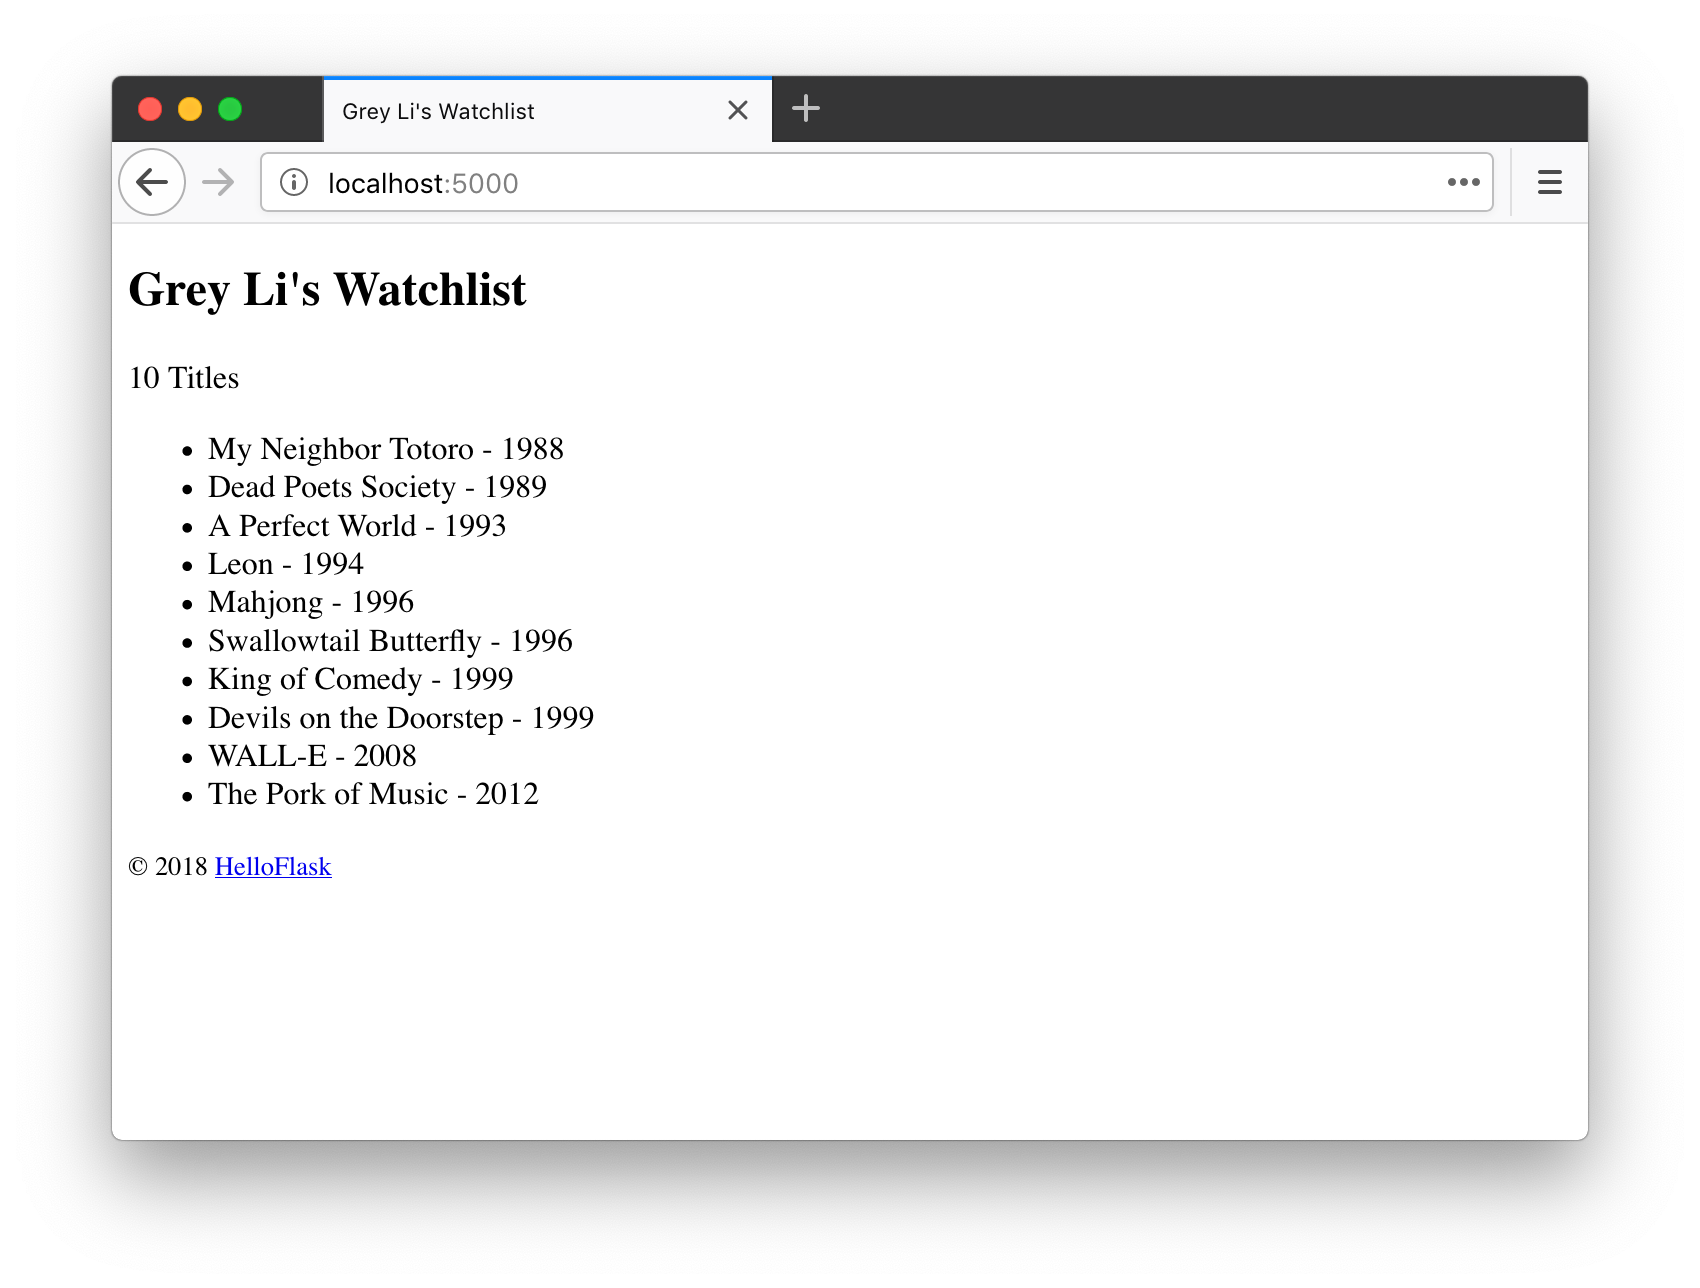 Grey Li's Watchlist
localhost:5000
Grey Li's Watchlist
10 Titles
• My Neighbor Totoro - 1988
• Dead Poets Society - 1989
• A Perfect World - 1993
• Leon - 1994
• Mahjong - 1996
• Swallowtail Butterfly - 1996
• King of Comedy - 1999
• Devils on the Doorstep - 1999
• WALL-E - 2008
• The Pork of Music - 2012
© 2018 HelloFlask